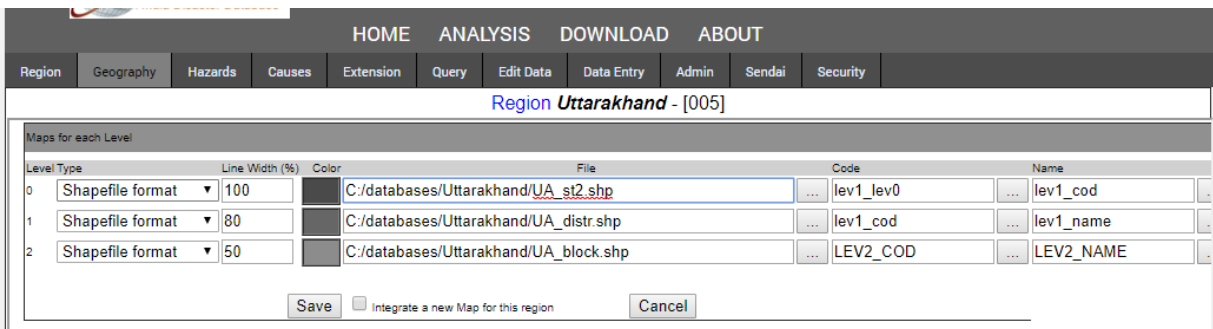 HOME ANALYSIS DOWNLOAD ABOUT
Region Geography Hazards Causes Extension Query Edit Data Data Entry Admin Sendai Security
Region Uttarakhand - [005]
Maps for each Level
Level Type Line Width (%) Color File Code Name
0 Shapefile format 100 C:/databases/Uttarakhand/UA_st2.shp ... lev1_lev0 ... lev1_cod
1 Shapefile format 80 C:/databases/Uttarakhand/UA_distr.shp ... lev1_cod ... lev1_name
2 Shapefile format 50 C:/databases/Uttarakhand/UA_block.shp ... LEV2_COD ... LEV2_NAME
Save Integrate a new Map for this region Cancel